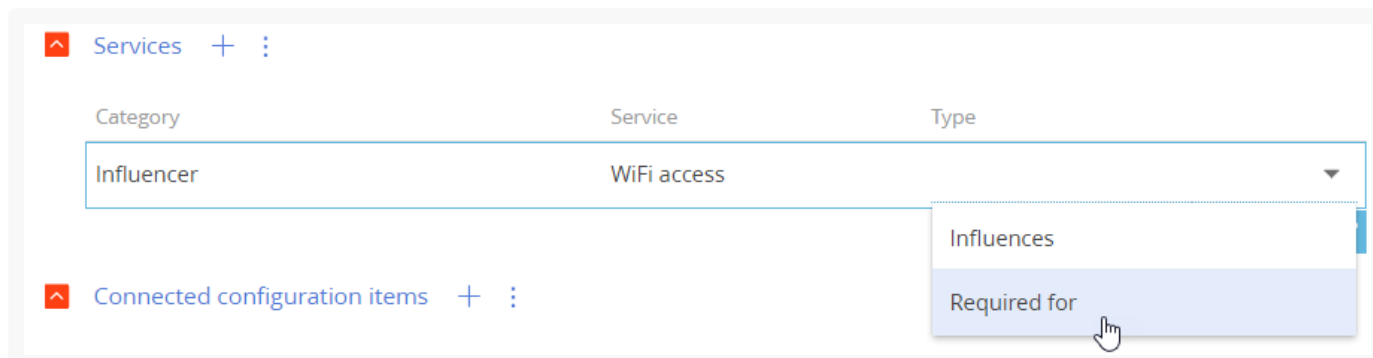 Services
Category Service Type
Influencer WiFi access
Influences
Connected configuration items
Required for